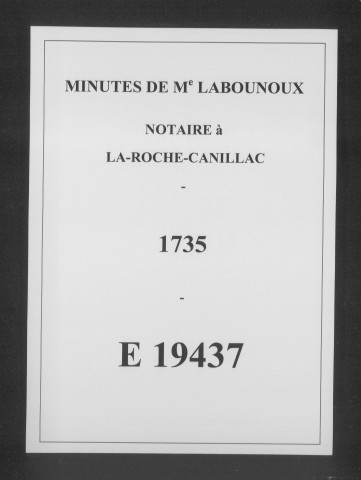 MINUTES DE Me LABOUNOUX
NOTAIRE à
LA-ROCHE-CANILLAC
-
1735
-
E 19437